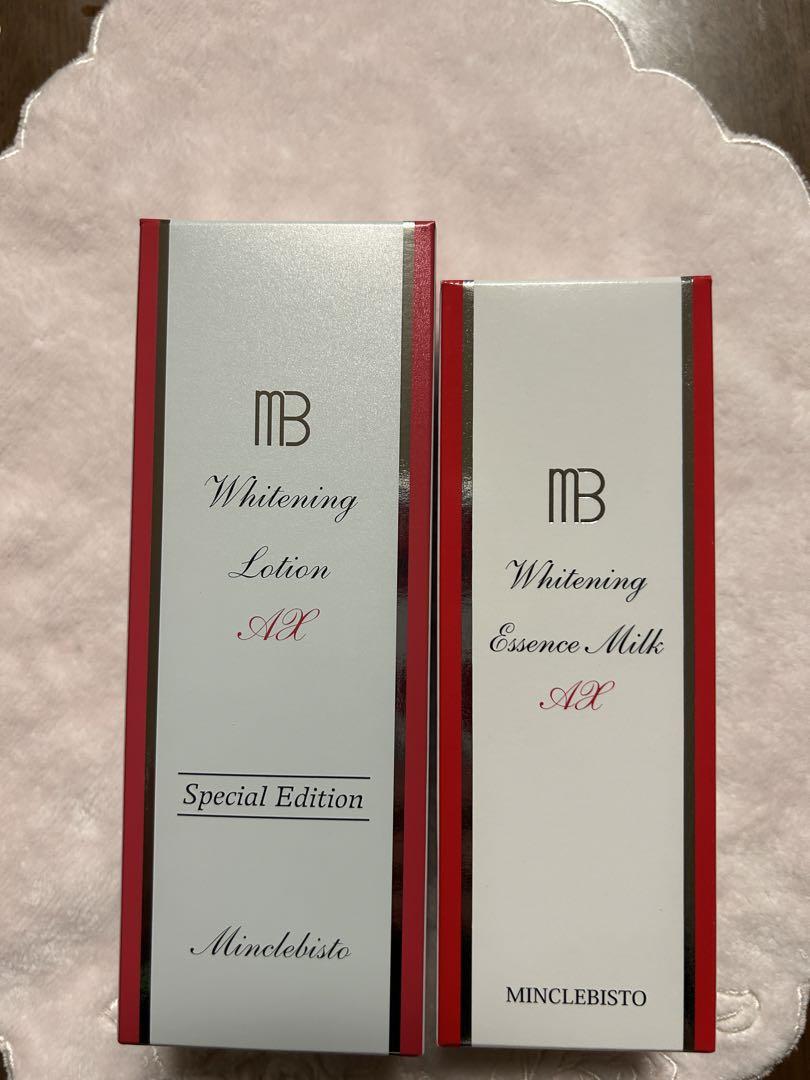 mB
Whitening
Lotion
AX
Special Edition
Minclebisto
mB
Whitening
Essence Milk
AX
MINCLEBISTO